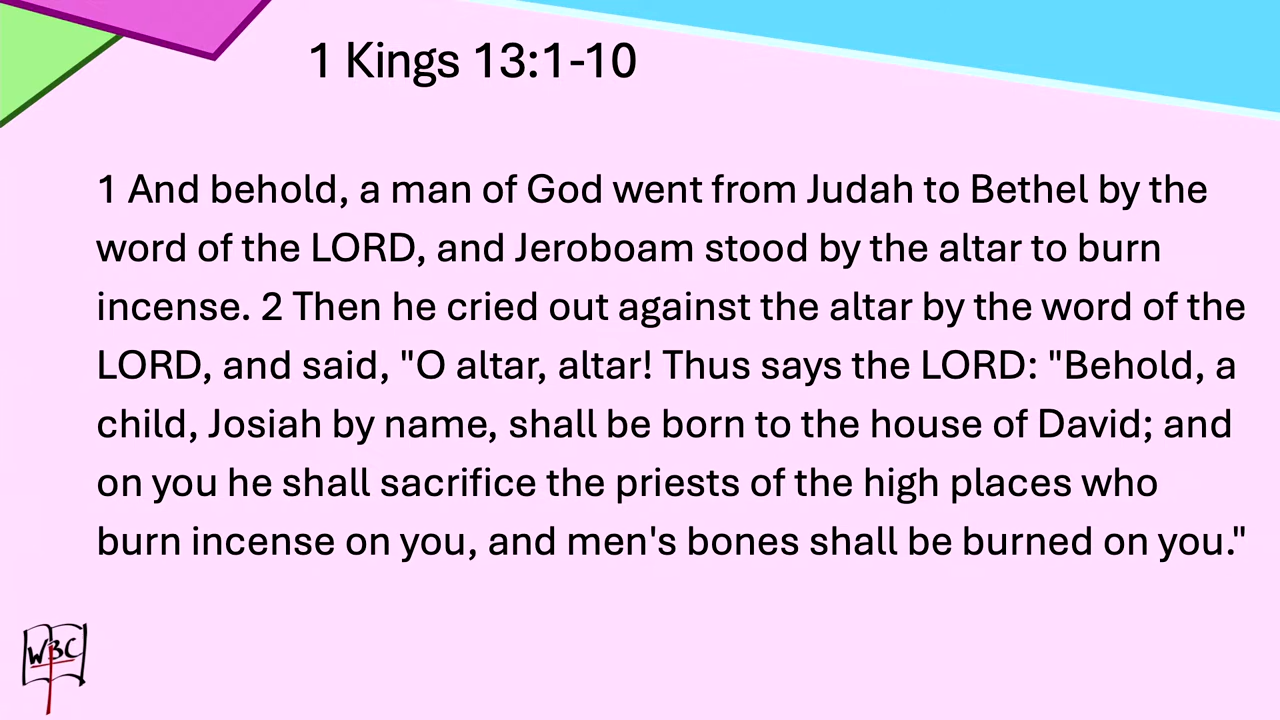 1 Kings 13:1-10
1 And behold, a man of God went from Judah to Bethel by the
word of the LORD, and Jeroboam stood by the altar to burn
incense. 2 Then he cried out against the altar by the word of the
LORD, and said, "O altar, altar! Thus says the LORD: "Behold, a
child, Josiah by name, shall be born to the house of David; and
on you he shall sacrifice the priests of the high places who
burn incense on you, and men's bones shall be burned on you."
WBC